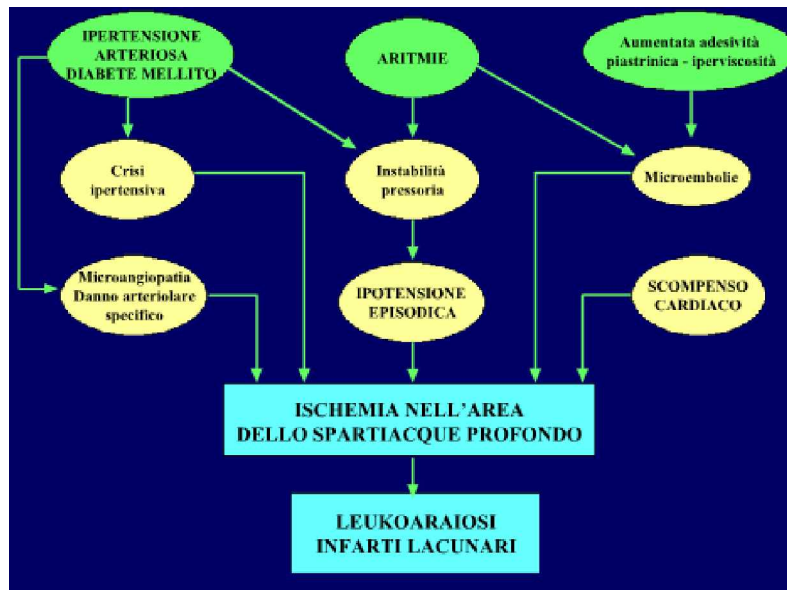 IPERTENSIONE
ARTERIOSA
DIABETE MELLITO
ARITMIE
Aumentata adesività
piastrinica - iperviscosità
Crisi
ipertensiva
Instabilità
pressoria
Microembolie
Microangiopatia
Danno arteriolare
specifico
IPOTENSIONE
EPISODICA
SCOMPENSO
CARDIACO
ISCHEMIA NELL'AREA
DELLO SPARTIACQUE PROFONDO
LEUKOARAIOSI
INFARTI LACUNARI